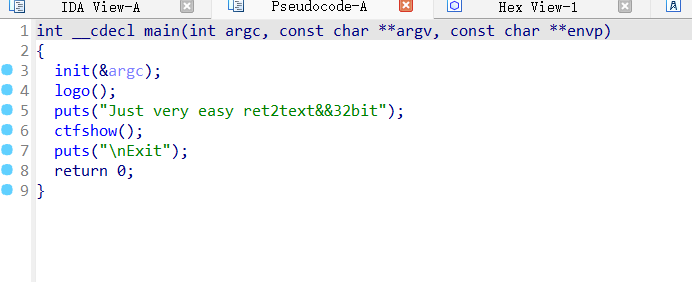 IDA View-A Pseudocode-A Hex View-1 A
1 int __cdecl main(int argc, const char **argv, const char **envp)
2 {
3 init(&argc);
4 logo();
5 puts("Just very easy ret2text&&32bit");
6 ctfshow();
7 puts("\nExit");
8 return 0;
9 }